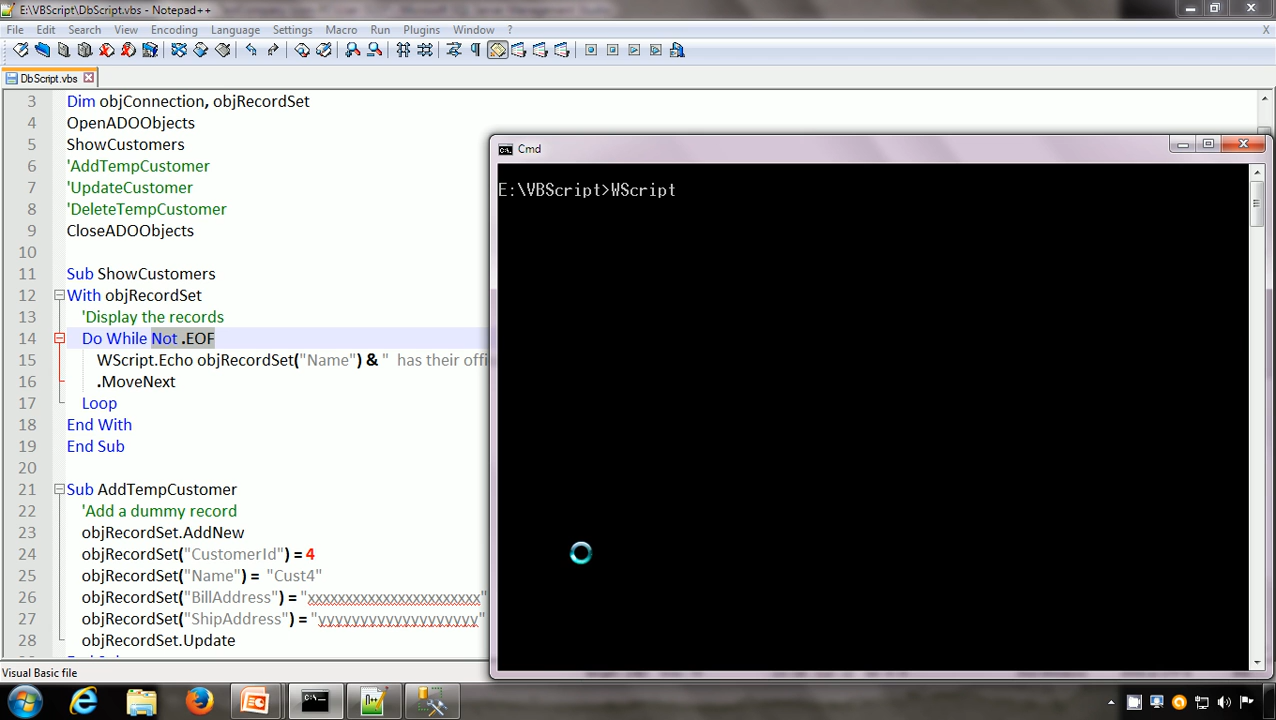 E:\VBScript\DbScript.vbs - Notepad++
File Edit Search View Encoding Language Settings Macro Run Plugins Window ? X
DbScript.vbs
3 Dim objConnection, objRecordSet
4 OpenADOObjects
5 ShowCustomers
6 'AddTempCustomer
7 'UpdateCustomer
8 'DeleteTempCustomer
9 CloseADOObjects
10
11 Sub ShowCustomers
12 With objRecordSet
13 'Display the records
14 Do While Not .EOF
15 WScript.Echo objRecordSet("Name") & " has their offi
16 .MoveNext
17 Loop
18 End With
19 End Sub
20
21 Sub AddTempCustomer
22 'Add a dummy record
23 objRecordSet.AddNew
24 objRecordSet("CustomerId") = 4
25 objRecordSet("Name") = "Cust4"
26 objRecordSet("BillAddress") = "xxxxxxxxxxxxxxxxxxxxxxx"
27 objRecordSet("ShipAddress") = "yyyyyyyyyyyyyyyyyyy"
28 objRecordSet.Update
Visual Basic file
Cmd
E:\VBScript>WScript